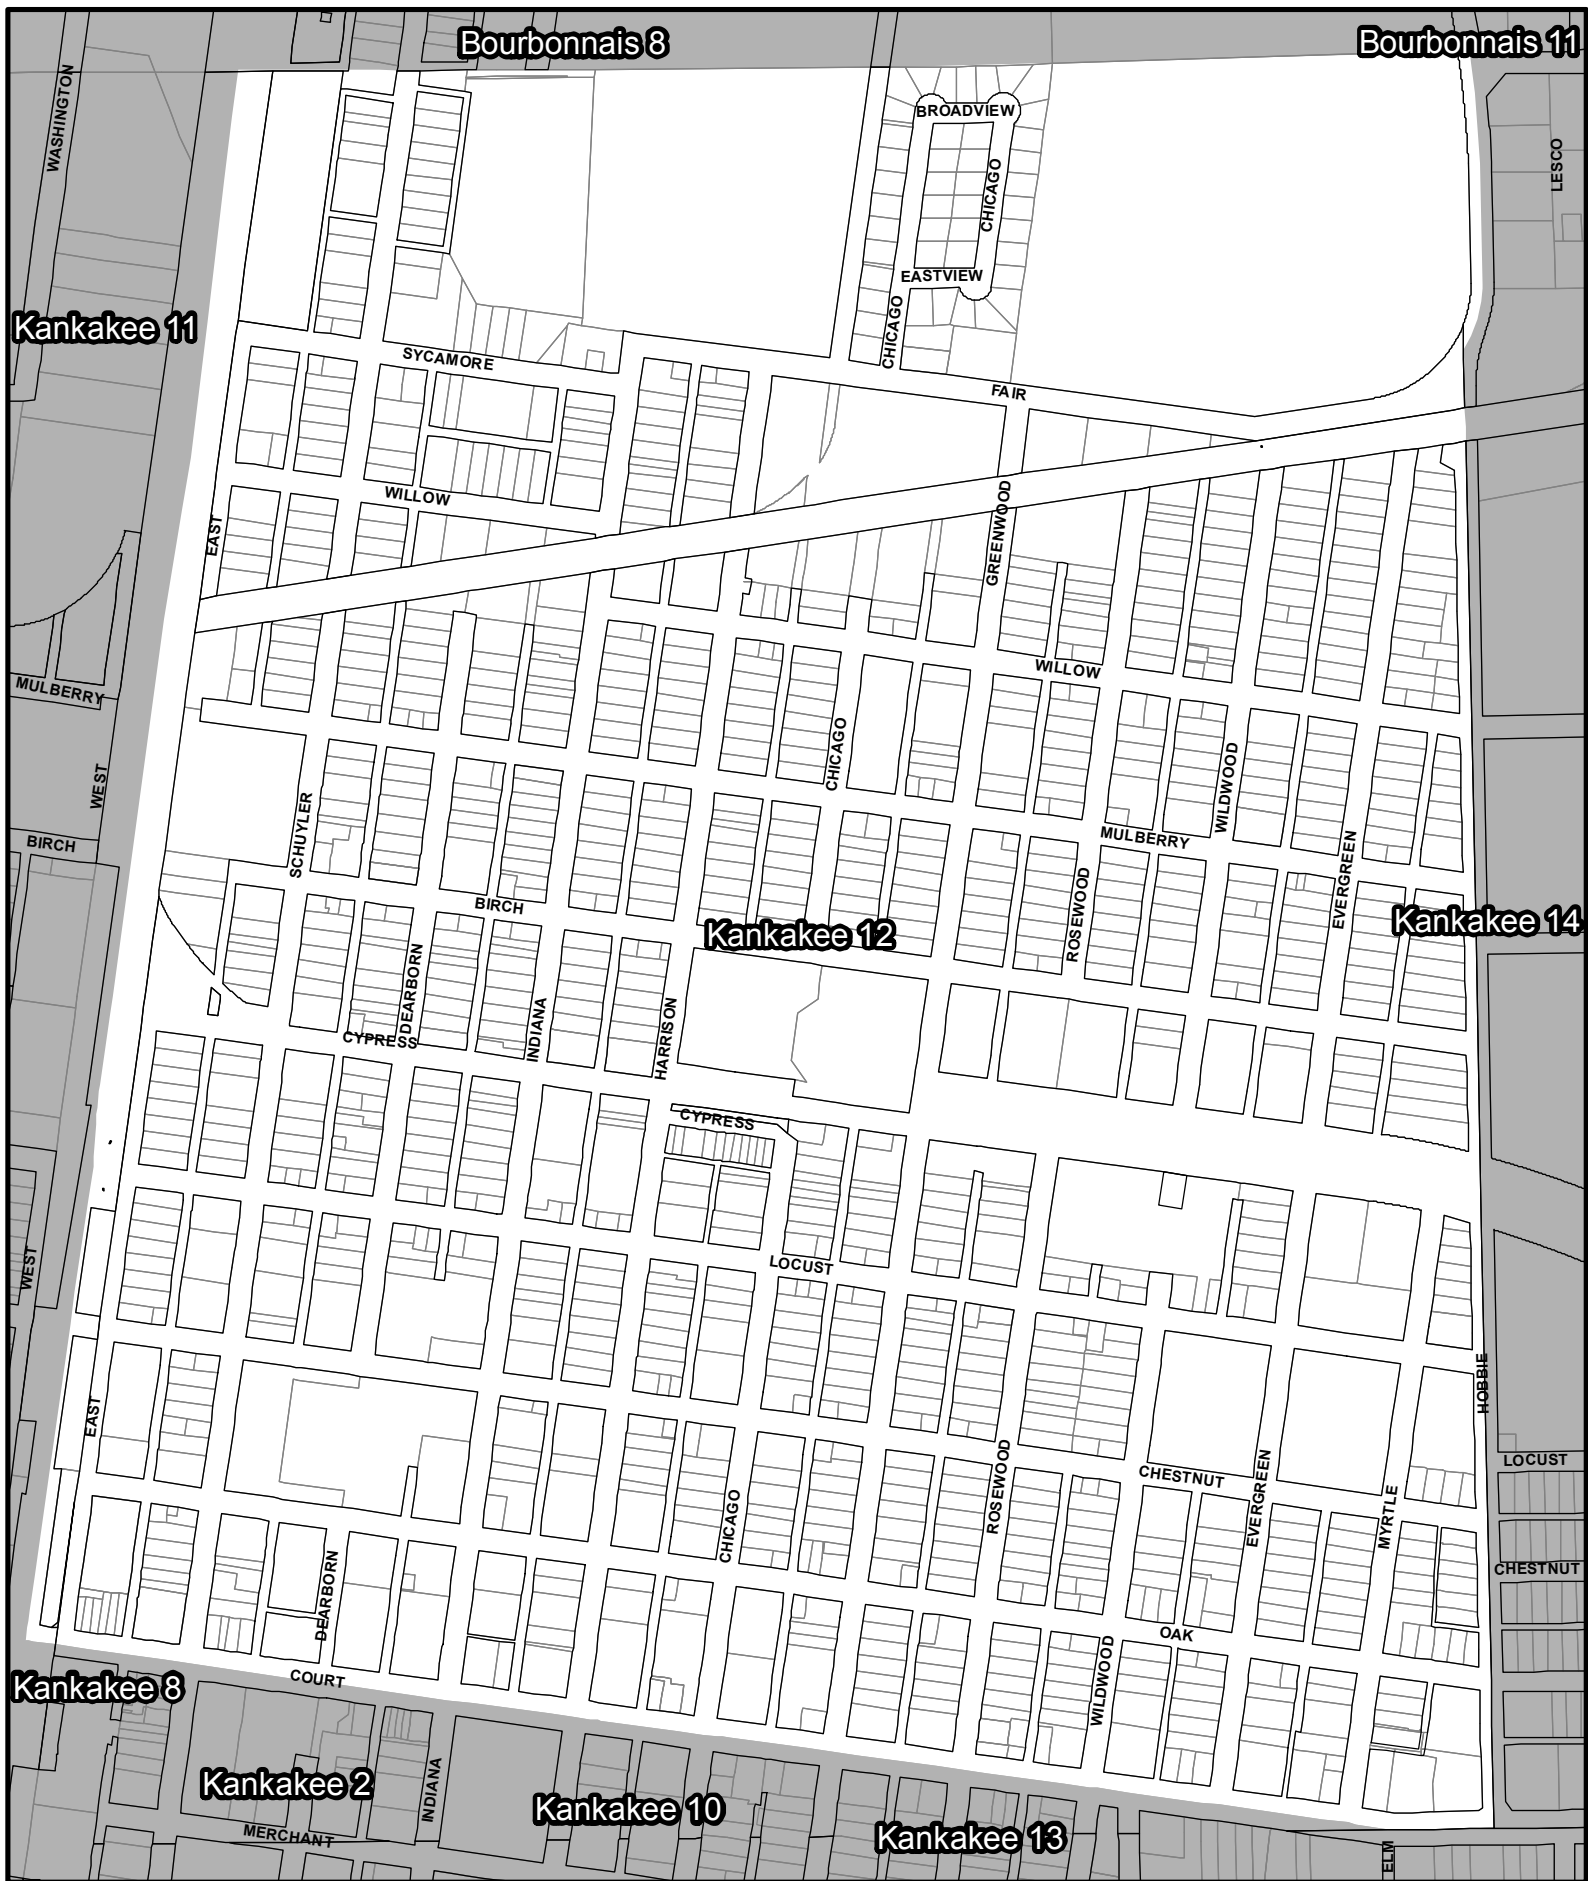 Bourbonnais 8
Bourbonnais 11
WASHINGTON
BROADVIEW
LESCO
CHICAGO
EASTVIEW
Kankakee 11
CHICAGO
SYCAMORE
FAIR
WILLOW
EAST
GREENWOOD
WILLOW
MULBERRY
CHICAGO
WEST
WILDWOOD
SCHUYLER
BIRCH
MULBERRY
EVERGREEN
ROSEWOOD
BIRCH
Kankakee 12
Kankakee 14
DEARBORN
INDIANA
HARRISON
CYPRESS
CYPRESS
WEST
LOCUST
HOBBIE
EAST
ROSEWOOD
LOCUST
CHESTNUT
EVERGREEN
MYRTLE
CHICAGO
CHESTNUT
DEARBORN
OAK
WILDWOOD
COURT
Kankakee 8
Kankakee 2
INDIANA
Kankakee 10
MERCHANT
Kankakee 13
ELM